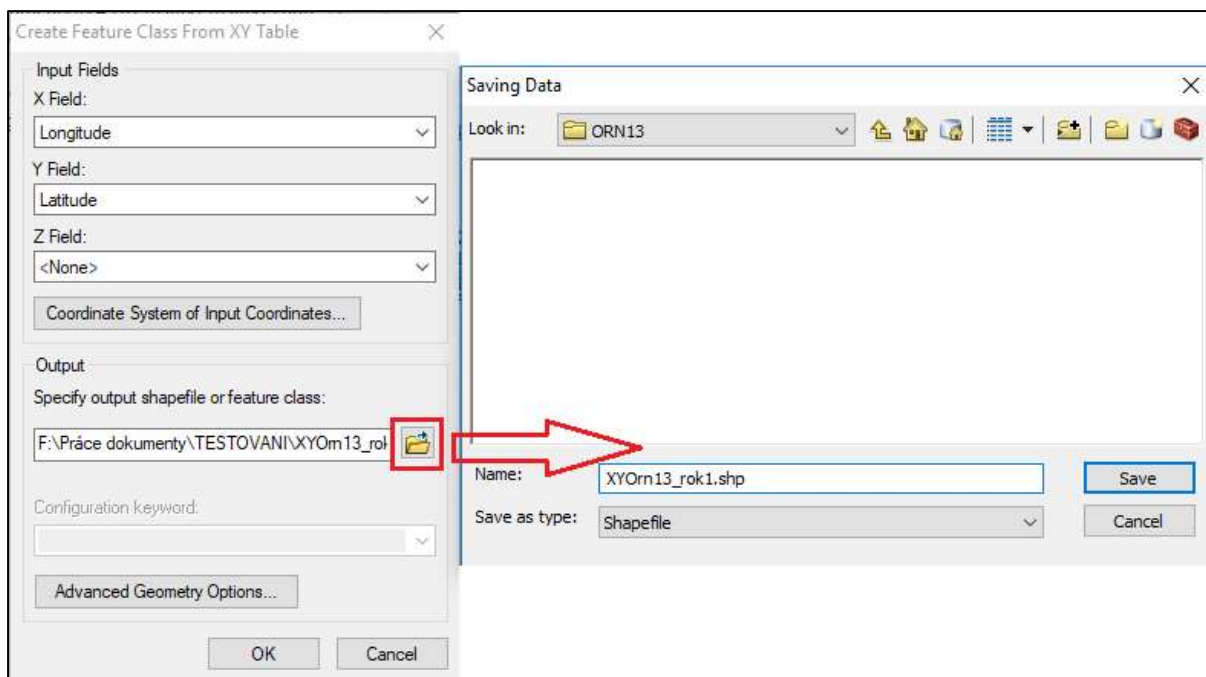 Create Feature Class From XY Table
Input Fields
X Field:
Longitude
Y Field:
Latitude
Z Field:
<None>
Coordinate System of Input Coordinates...
Output
Specify output shapefile or feature class:
F:\Práce dokumenty\TESTOVANI\XYOrn13_rok
Configuration keyword:
Advanced Geometry Options...
OK
Cancel
Saving Data
Look in:
ORN13
Name:
XYOrn13_rok1.shp
Save
Save as type:
Shapefile
Cancel